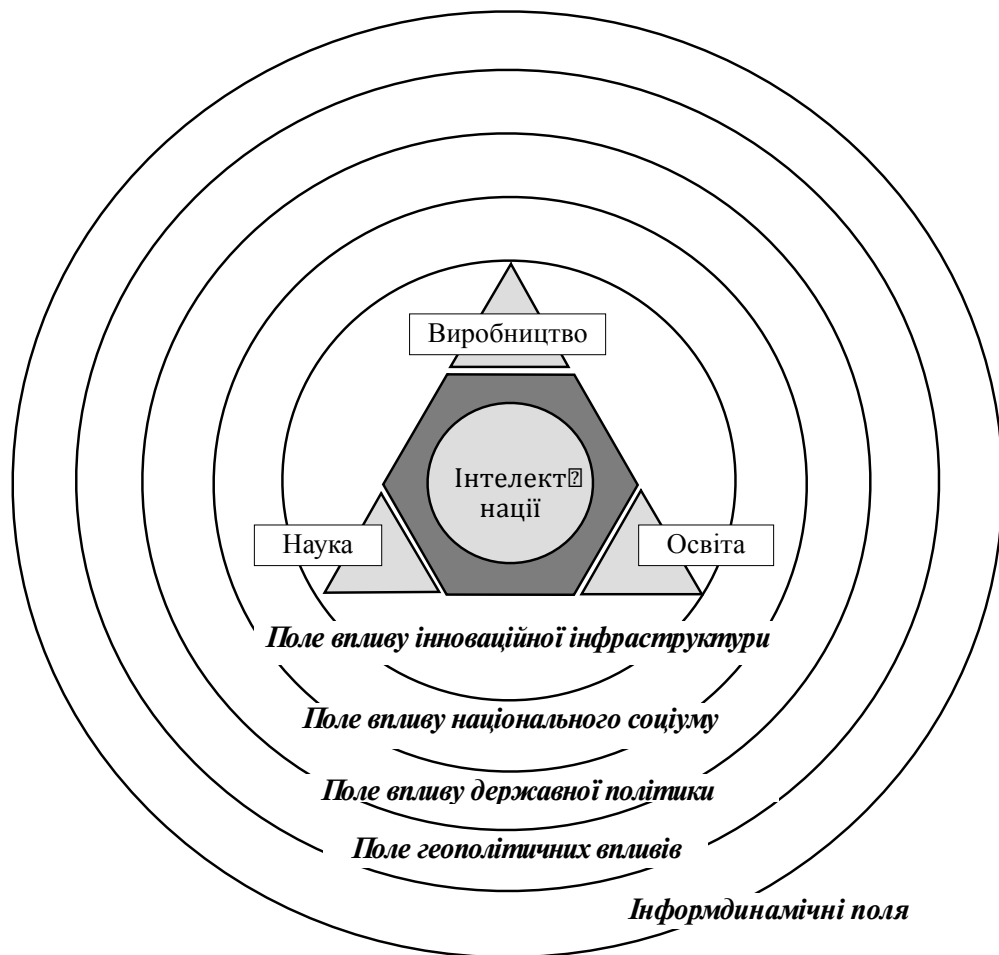 Виробництво
Інтелект
нації
Наука
Освіта
Поле впливу інноваційної інфраструктури
Поле впливу національного соціуму
Поле впливу державної політики
Поле геополітичних впливів
Інформдинамічні поля